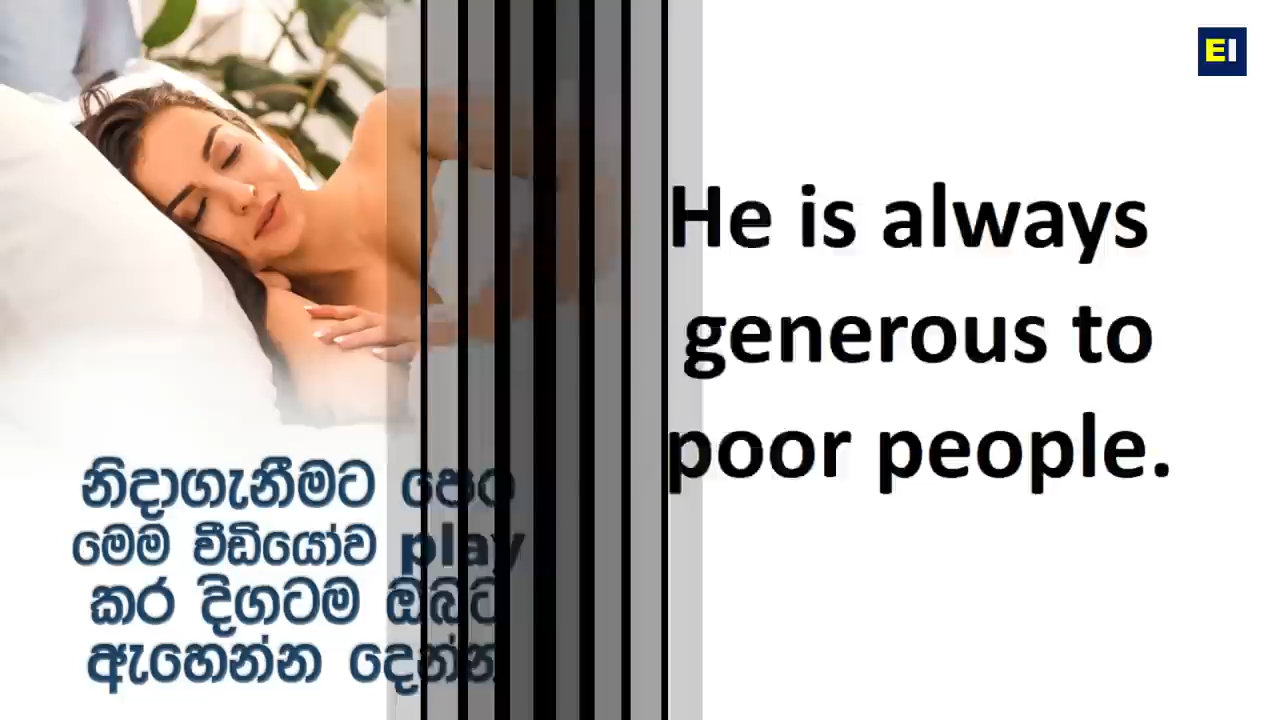 EI
He is always
generous to
poor people.
නිදාගැනීමට පෙර
මෙම වීඩියෝව play
කර දිගටම ඔබට
ඇහෙන්න දෙන්න